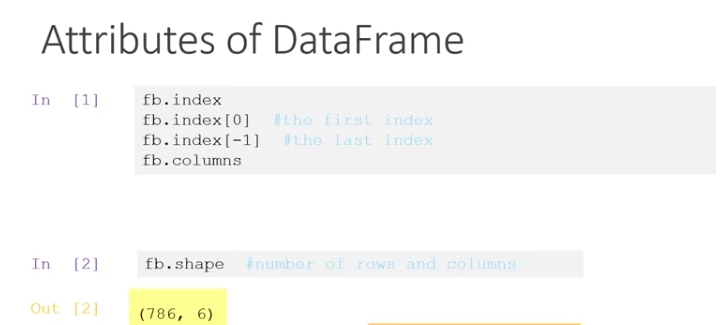 Attributes of DataFrame
In [1]
fb.index
fb.index[0] #the first index
fb.index[-1] #the last index
fb.columns
In [2]
fb.shape #number of rows and columns
Out [2]
(786, 6)